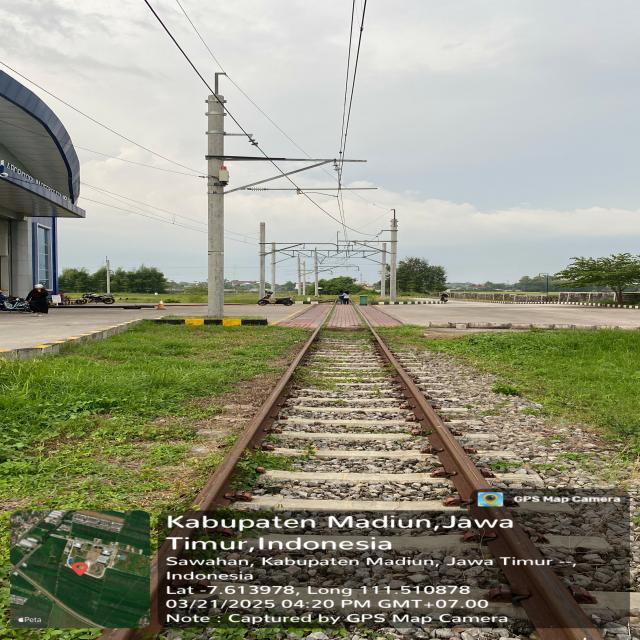 GPS Map Camera
Kabupaten Madiun,Jawa
Timur,Indonesia
Sawahan, Kabupaten Madiun, Jawa Timur --,
Indonesia
Lat -7.613978, Long 111.510878
03/21/2025 04:20 PM GMT+07.00
Note : Captured by GPS Map Camera
Peta